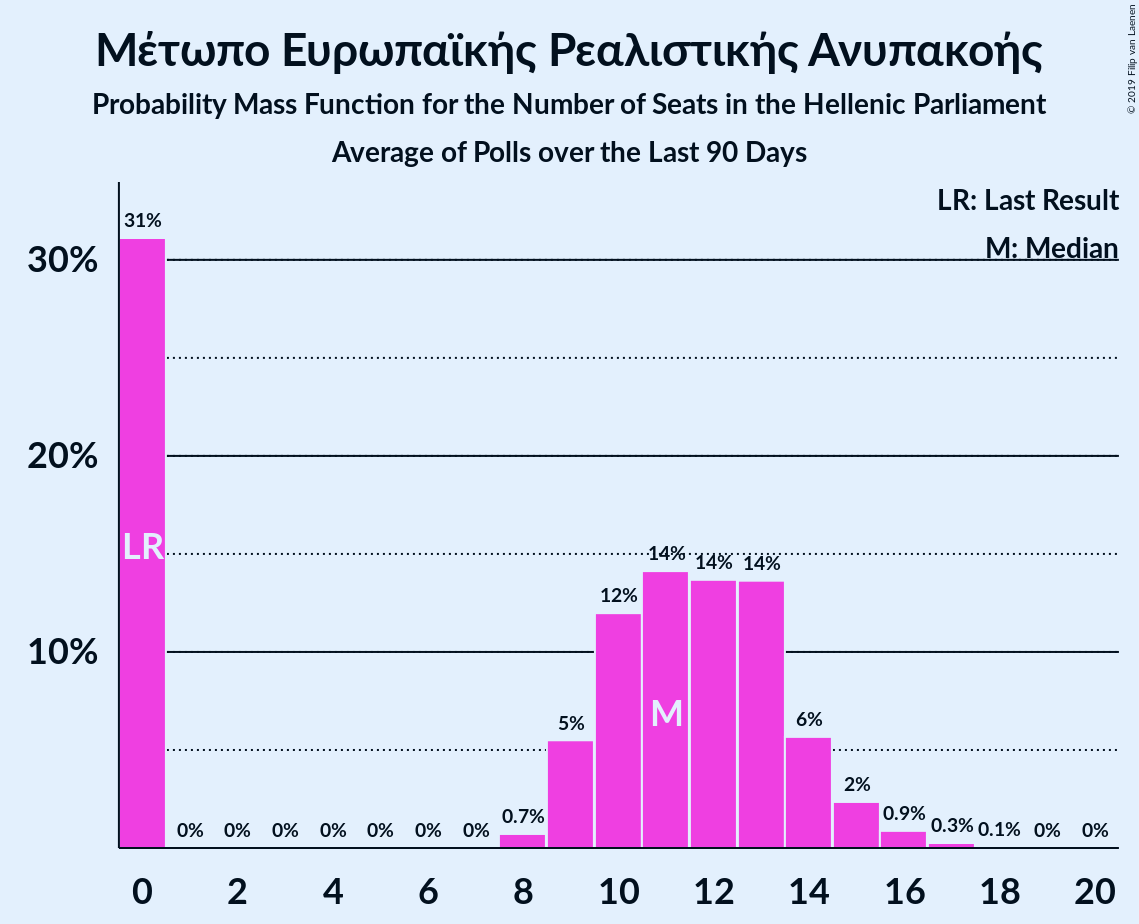 Μέτωπο Ευρωπαϊκής Ρεαλιστικής Ανυπακοής
Probability Mass Function for the Number of Seats in the Hellenic Parliament
Average of Polls over the Last 90 Days
© 2019 Filip van Laenen
LR: Last Result
M: Median
31%
30%
20%
LR
14%
14%
14%
12%
10%
M
5%
6%
2%
0%
0%
0%
0%
0%
0%
0%
0.7%
0.9%
0.3%
0.1%
0%
0%
0 2 4 6 8 10 12 14 16 18 20